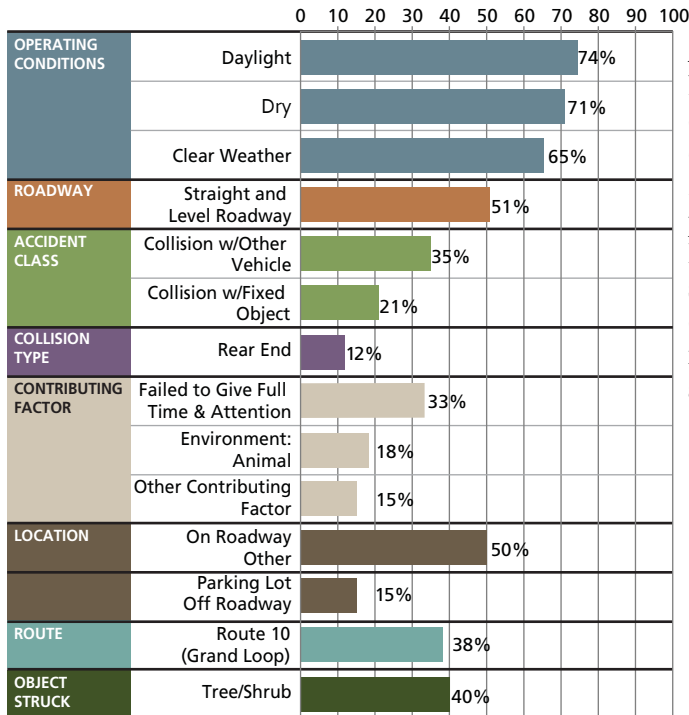 0 10 20 30 40 50 60 70 80 90 100
OPERATING
CONDITIONS
Daylight
74%
Dry
71%
Clear Weather
65%
ROADWAY
Straight and
Level Roadway
51%
ACCIDENT
CLASS
Collision w/Other
Vehicle
35%
Collision w/Fixed
Object
21%
COLLISION
TYPE
Rear End
12%
CONTRIBUTING
FACTOR
Failed to Give Full
Time & Attention
33%
Environment:
Animal
18%
Other Contributing
Factor
15%
LOCATION
On Roadway
Other
50%
Parking Lot
Off Roadway
15%
ROUTE
Route 10
(Grand Loop)
38%
OBJECT
STRUCK
Tree/Shrub
40%